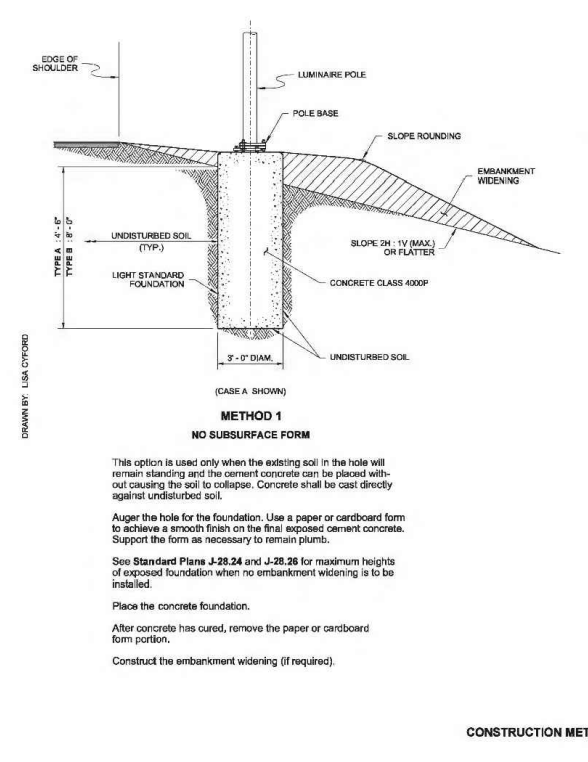 EDGE OF
SHOULDER
LUMINAIRE POLE
POLE BASE
SLOPE ROUNDING
EMBANKMENT
WIDENING
TYPE A : 4' - 6"
TYPE B : 8' - 0"
UNDISTURBED SOIL
(TYP.)
SLOPE 2H : 1V (MAX.)
OR FLATTER
LIGHT STANDARD
FOUNDATION
CONCRETE CLASS 4000P
UNDISTURBED SOIL
3' - 0" DIAM.
DRAWN BY: LISA CYFORD
(CASE A SHOWN)
METHOD 1
NO SUBSURFACE FORM
This option is used only when the existing soil in the hole will
remain standing and the cement concrete can be placed with-
out causing the soil to collapse. Concrete shall be cast directly
against undisturbed soil.
Auger the hole for the foundation. Use a paper or cardboard form
to achieve a smooth finish on the final exposed cement concrete.
Support the form as necessary to remain plumb.
See Standard Plans J-28.24 and J-28.26 for maximum heights
of exposed foundation when no embankment widening is to be
installed.
Place the concrete foundation.
After concrete has cured, remove the paper or cardboard
form portion.
Construct the embankment widening (if required).
CONSTRUCTION MET